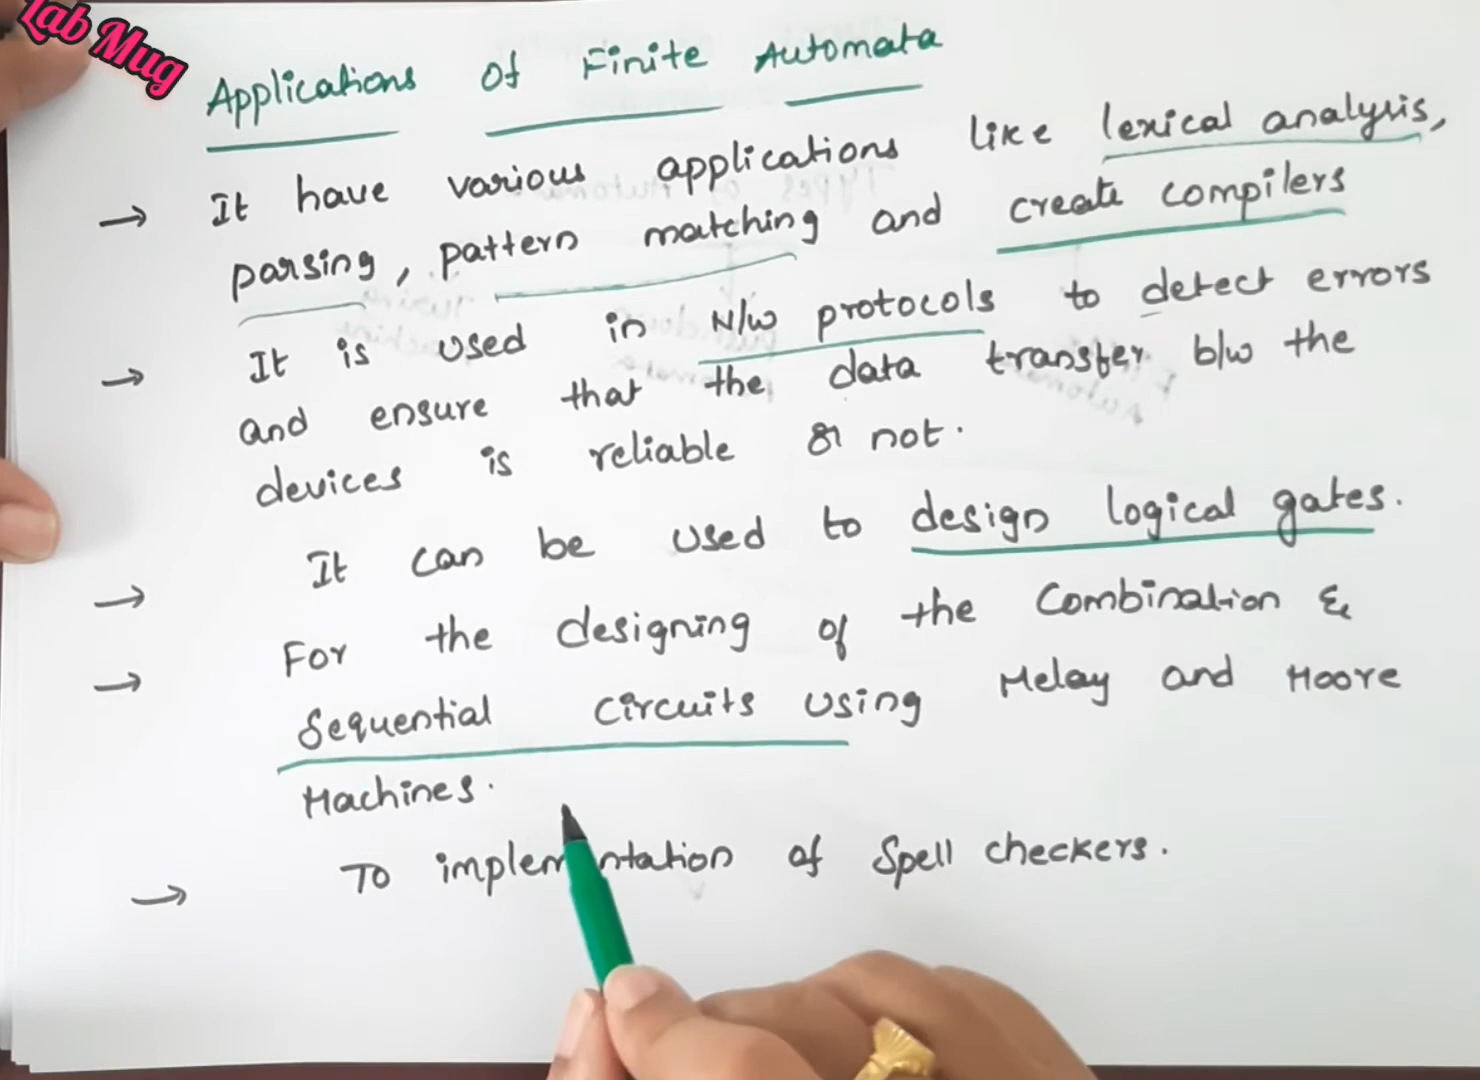 Lab Mug
Applications Of Finite Automata
→ It have various applications like lexical analysis,
parsing, pattern matching and create compilers
→ It is used in N/w protocols to detect errors
and ensure that the data transfer b/w the
devices is reliable or not.
→ It can be used to design logical gates.
→ For the designing of the Combination &
Sequential circuits using Melay and Moore
Machines.
→ To implementation of Spell checkers.